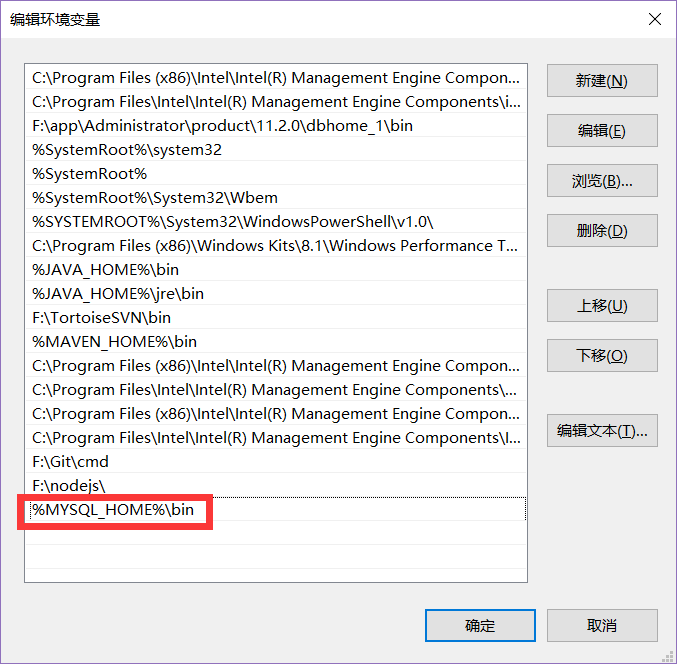 编辑环境变量
C:\Program Files (x86)\Intel\Intel(R) Management Engine Compon...
C:\Program Files\Intel\Intel(R) Management Engine Components\i...
F:\app\Administrator\product\11.2.0\dbhome_1\bin
%SystemRoot%\system32
%SystemRoot%
%SystemRoot%\System32\Wbem
%SYSTEMROOT%\System32\WindowsPowerShell\v1.0\
C:\Program Files (x86)\Windows Kits\8.1\Windows Performance T...
%JAVA_HOME%\bin
%JAVA_HOME%\jre\bin
F:\TortoiseSVN\bin
%MAVEN_HOME%\bin
C:\Program Files (x86)\Intel\Intel(R) Management Engine Compon...
C:\Program Files\Intel\Intel(R) Management Engine Components\...
C:\Program Files (x86)\Intel\Intel(R) Management Engine Compon...
C:\Program Files\Intel\Intel(R) Management Engine Components\I...
F:\Git\cmd
F:\nodejs\
%MYSQL_HOME%\bin
新建(N)
编辑(E)
浏览(B)...
删除(D)
上移(U)
下移(O)
编辑文本(T)...
确定
取消